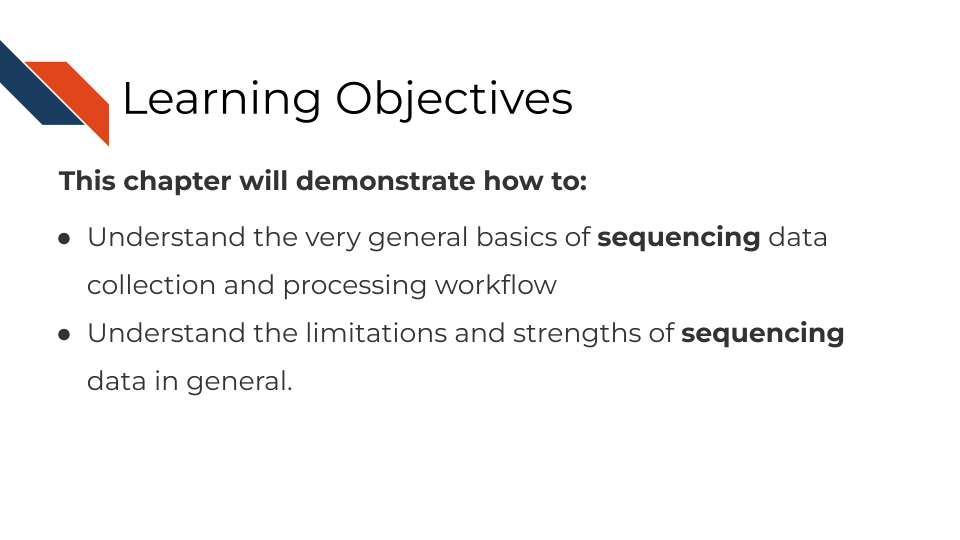 Learning Objectives
This chapter will demonstrate how to:
● Understand the very general basics of sequencing data
collection and processing workflow
● Understand the limitations and strengths of sequencing
data in general.